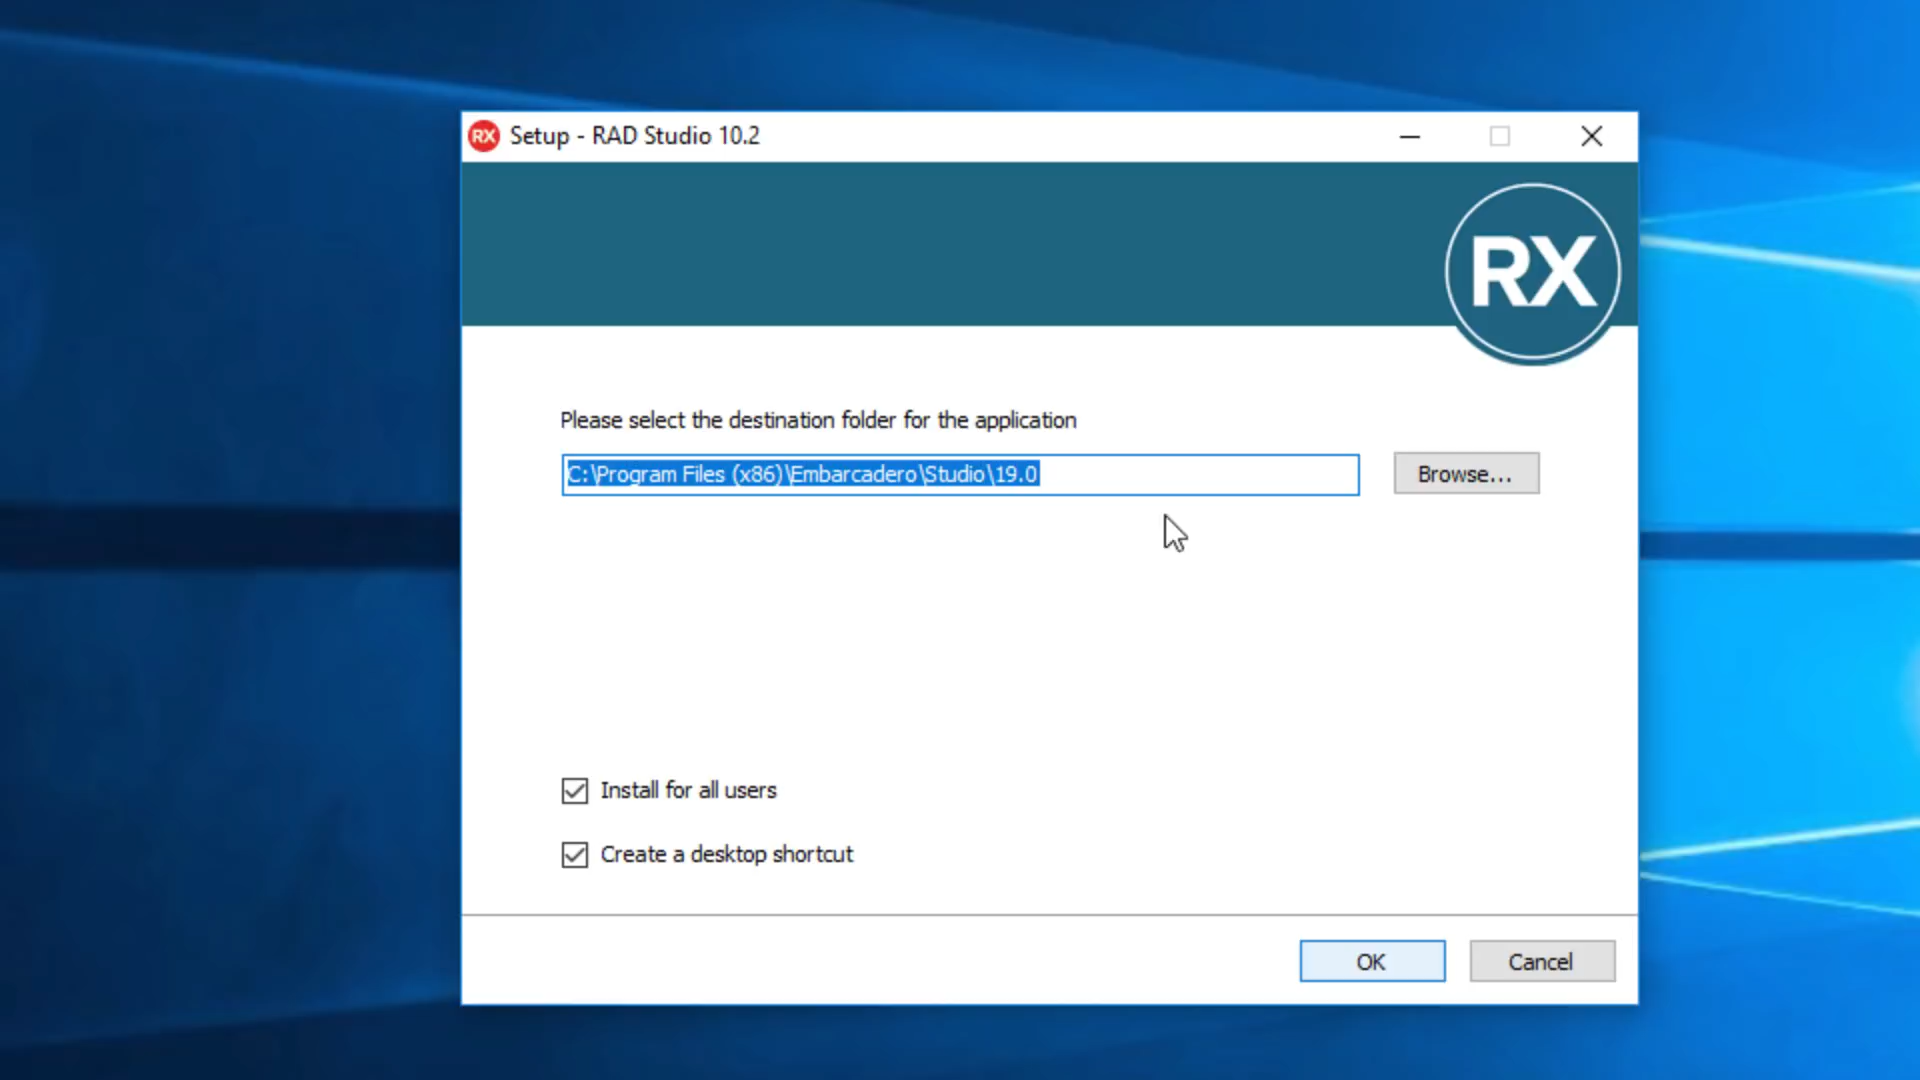 RX Setup - RAD Studio 10.2
RX
Please select the destination folder for the application
C:\Program Files (x86)\Embarcadero\Studio\19.0
Browse...
Install for all users
Create a desktop shortcut
OK Cancel